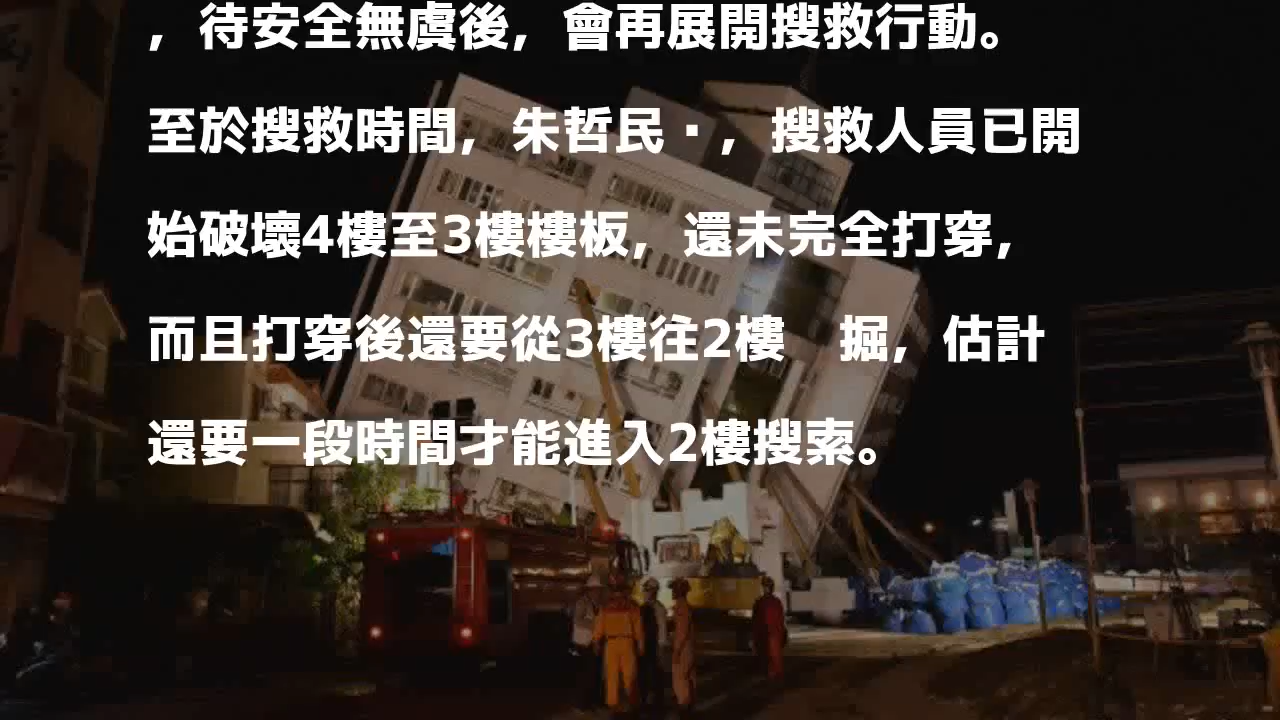 ，待安全無虞後，會再展開搜救行動。
至於搜救時間，朱哲民·，搜救人員已開
始破壞4樓至3樓樓板，還未完全打穿，
而且打穿後還要從3樓往2樓　掘，估計
還要一段時間才能進入2樓搜索。